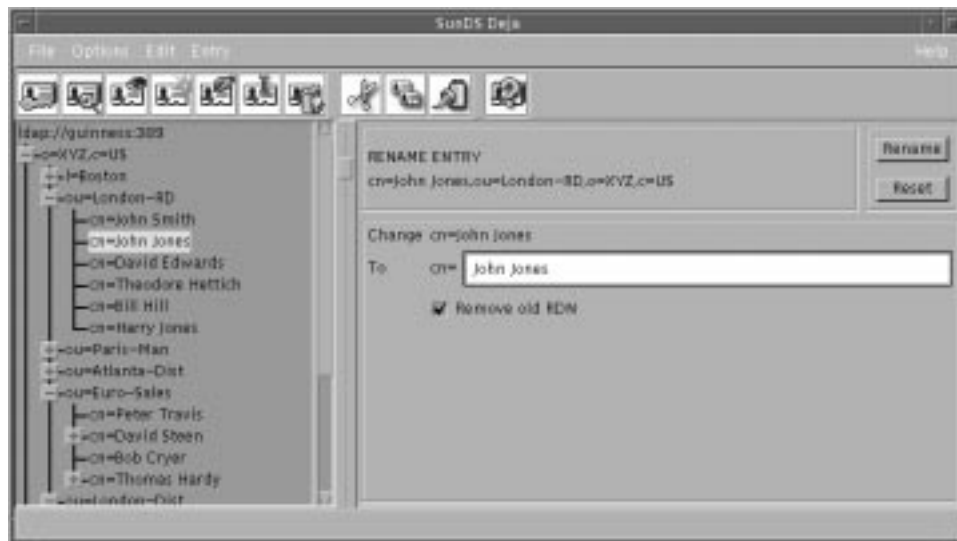 SunDS Deja
File Options Edit Entry Help
ldap://guinness:389
o=XYZ,c=US
l=Boston
ou=London-RD
cn=John Smith
cn=John Jones
cn=David Edwards
cn=Theodore Hettich
cn=Bill Hill
cn=Harry Jones
ou=Paris-Man
ou=Atlanta-Dist
ou=Euro-Sales
cn=Peter Travis
cn=David Steen
cn=Bob Cryer
cn=Thomas Hardy
ou=London-Dist
RENAME ENTRY
cn=John Jones,ou=London-RD,o=XYZ,c=US
Rename
Reset
Change cn=John Jones
To cn= John Jones
Remove old RDN